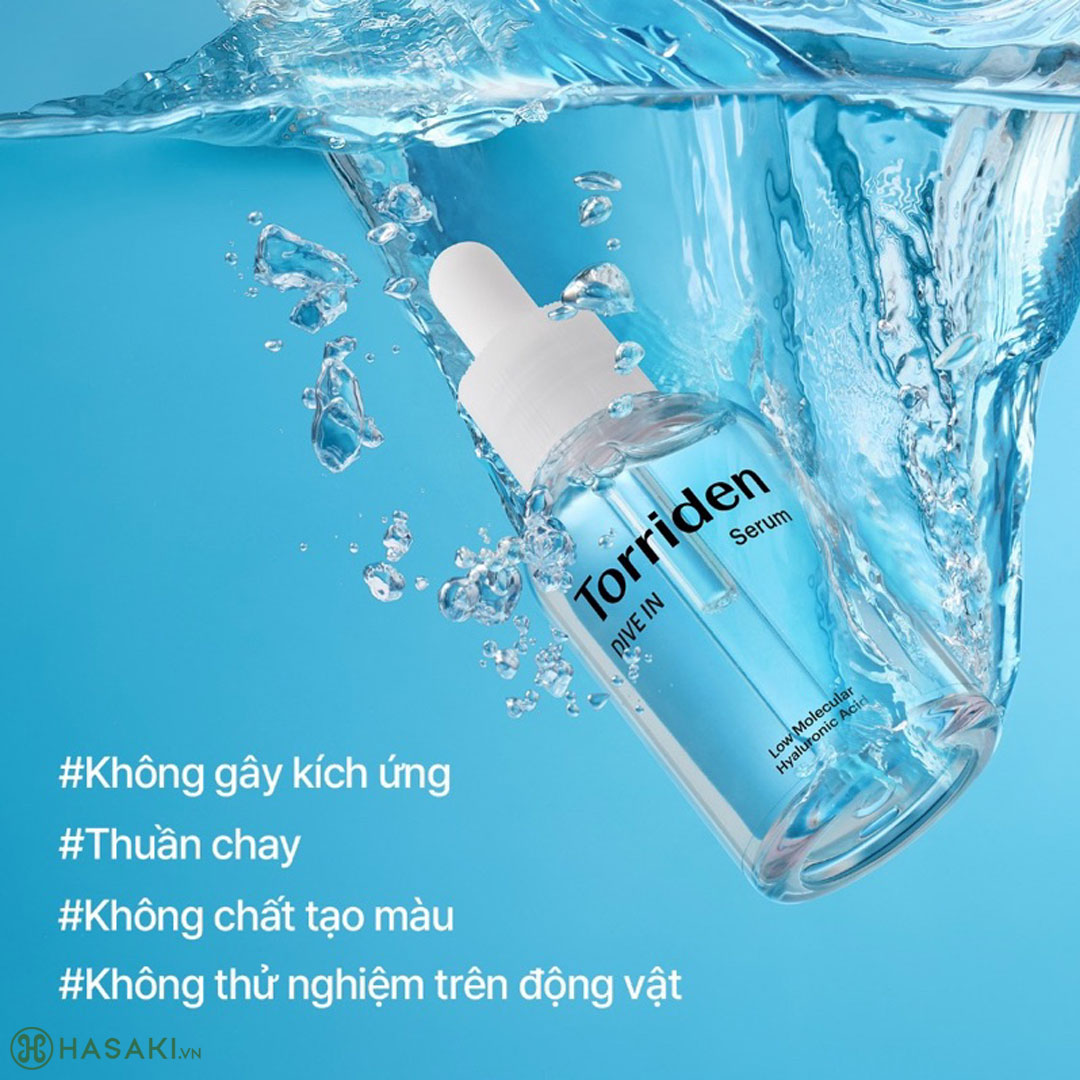 Torriden
Serum
DIVE IN
Low Molecular
Hyaluronic Acid
#Không gây kích ứng
#Thuần chay
#Không chất tạo màu
#Không thử nghiệm trên động vật
HASAKI.VN